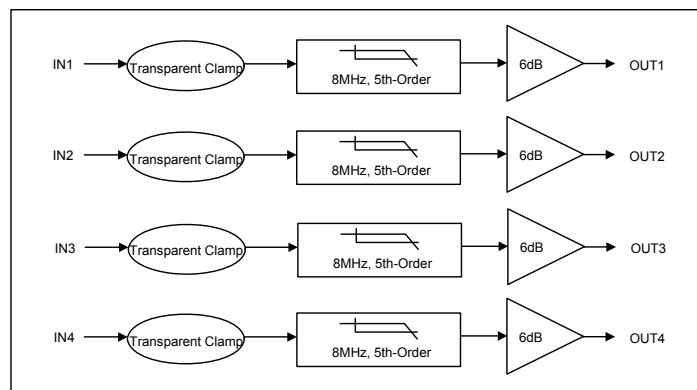 IN1 Transparent Clamp 8MHz, 5th-Order 6dB OUT1
IN2 Transparent Clamp 8MHz, 5th-Order 6dB OUT2
IN3 Transparent Clamp 8MHz, 5th-Order 6dB OUT3
IN4 Transparent Clamp 8MHz, 5th-Order 6dB OUT4